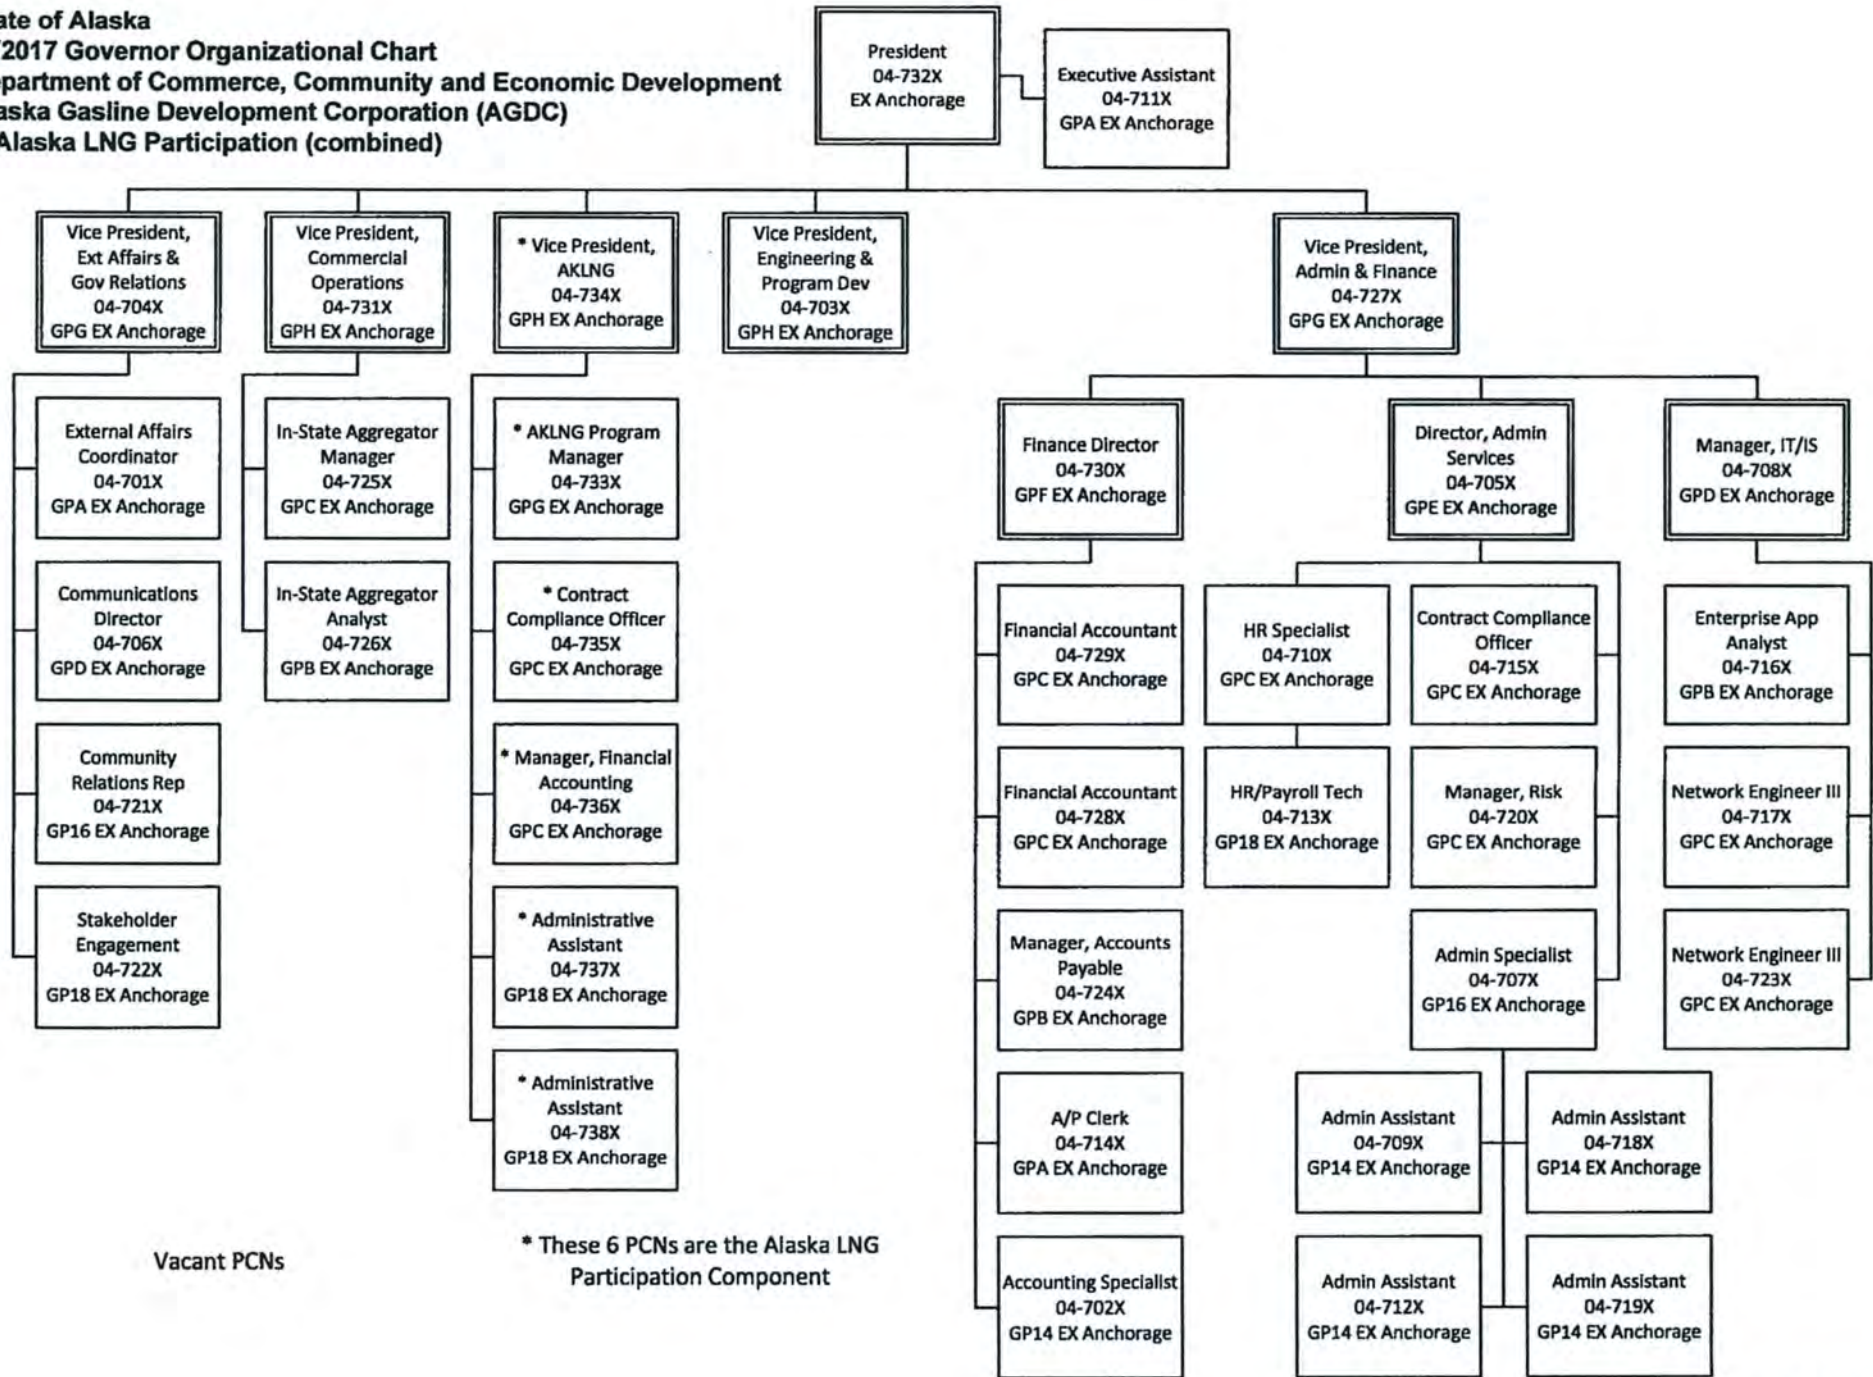 ate of Alaska
2017 Governor Organizational Chart
partment of Commerce, Community and Economic Development
aska Gasline Development Corporation (AGDC)
Alaska LNG Participation (combined)
President
04-732X
EX Anchorage
Executive Assistant
04-711X
GPA EX Anchorage
Vice President,
Ext Affairs &
Gov Relations
04-704X
GPG EX Anchorage
Vice President,
Commercial
Operations
04-731X
GPH EX Anchorage
* Vice President,
AKLNG
04-734X
GPH EX Anchorage
Vice President,
Engineering &
Program Dev
04-703X
GPH EX Anchorage
Vice President,
Admin & Finance
04-727X
GPG EX Anchorage
External Affairs
Coordinator
04-701X
GPA EX Anchorage
Communications
Director
04-706X
GPD EX Anchorage
Community
Relations Rep
04-721X
GP16 EX Anchorage
Stakeholder
Engagement
04-722X
GP18 EX Anchorage
In-State Aggregator
Manager
04-725X
GPC EX Anchorage
In-State Aggregator
Analyst
04-726X
GPB EX Anchorage
* AKLNG Program
Manager
04-733X
GPG EX Anchorage
* Contract
Compliance Officer
04-735X
GPC EX Anchorage
* Manager, Financial
Accounting
04-736X
GPC EX Anchorage
* Administrative
Assistant
04-737X
GP18 EX Anchorage
* Administrative
Assistant
04-738X
GP18 EX Anchorage
Finance Director
04-730X
GPF EX Anchorage
Director, Admin
Services
04-705X
GPE EX Anchorage
Manager, IT/IS
04-708X
GPD EX Anchorage
Financial Accountant
04-729X
GPC EX Anchorage
Financial Accountant
04-728X
GPC EX Anchorage
Manager, Accounts
Payable
04-724X
GPB EX Anchorage
A/P Clerk
04-714X
GPA EX Anchorage
Accounting Specialist
04-702X
GP14 EX Anchorage
HR Specialist
04-710X
GPC EX Anchorage
HR/Payroll Tech
04-713X
GP18 EX Anchorage
Contract Compliance
Officer
04-715X
GPC EX Anchorage
Manager, Risk
04-720X
GPC EX Anchorage
Admin Specialist
04-707X
GP16 EX Anchorage
Admin Assistant
04-709X
GP14 EX Anchorage
Admin Assistant
04-718X
GP14 EX Anchorage
Admin Assistant
04-712X
GP14 EX Anchorage
Admin Assistant
04-719X
GP14 EX Anchorage
Enterprise App
Analyst
04-716X
GPB EX Anchorage
Network Engineer III
04-717X
GPC EX Anchorage
Network Engineer III
04-723X
GPC EX Anchorage
Vacant PCNs
* These 6 PCNs are the Alaska LNG
Participation Component